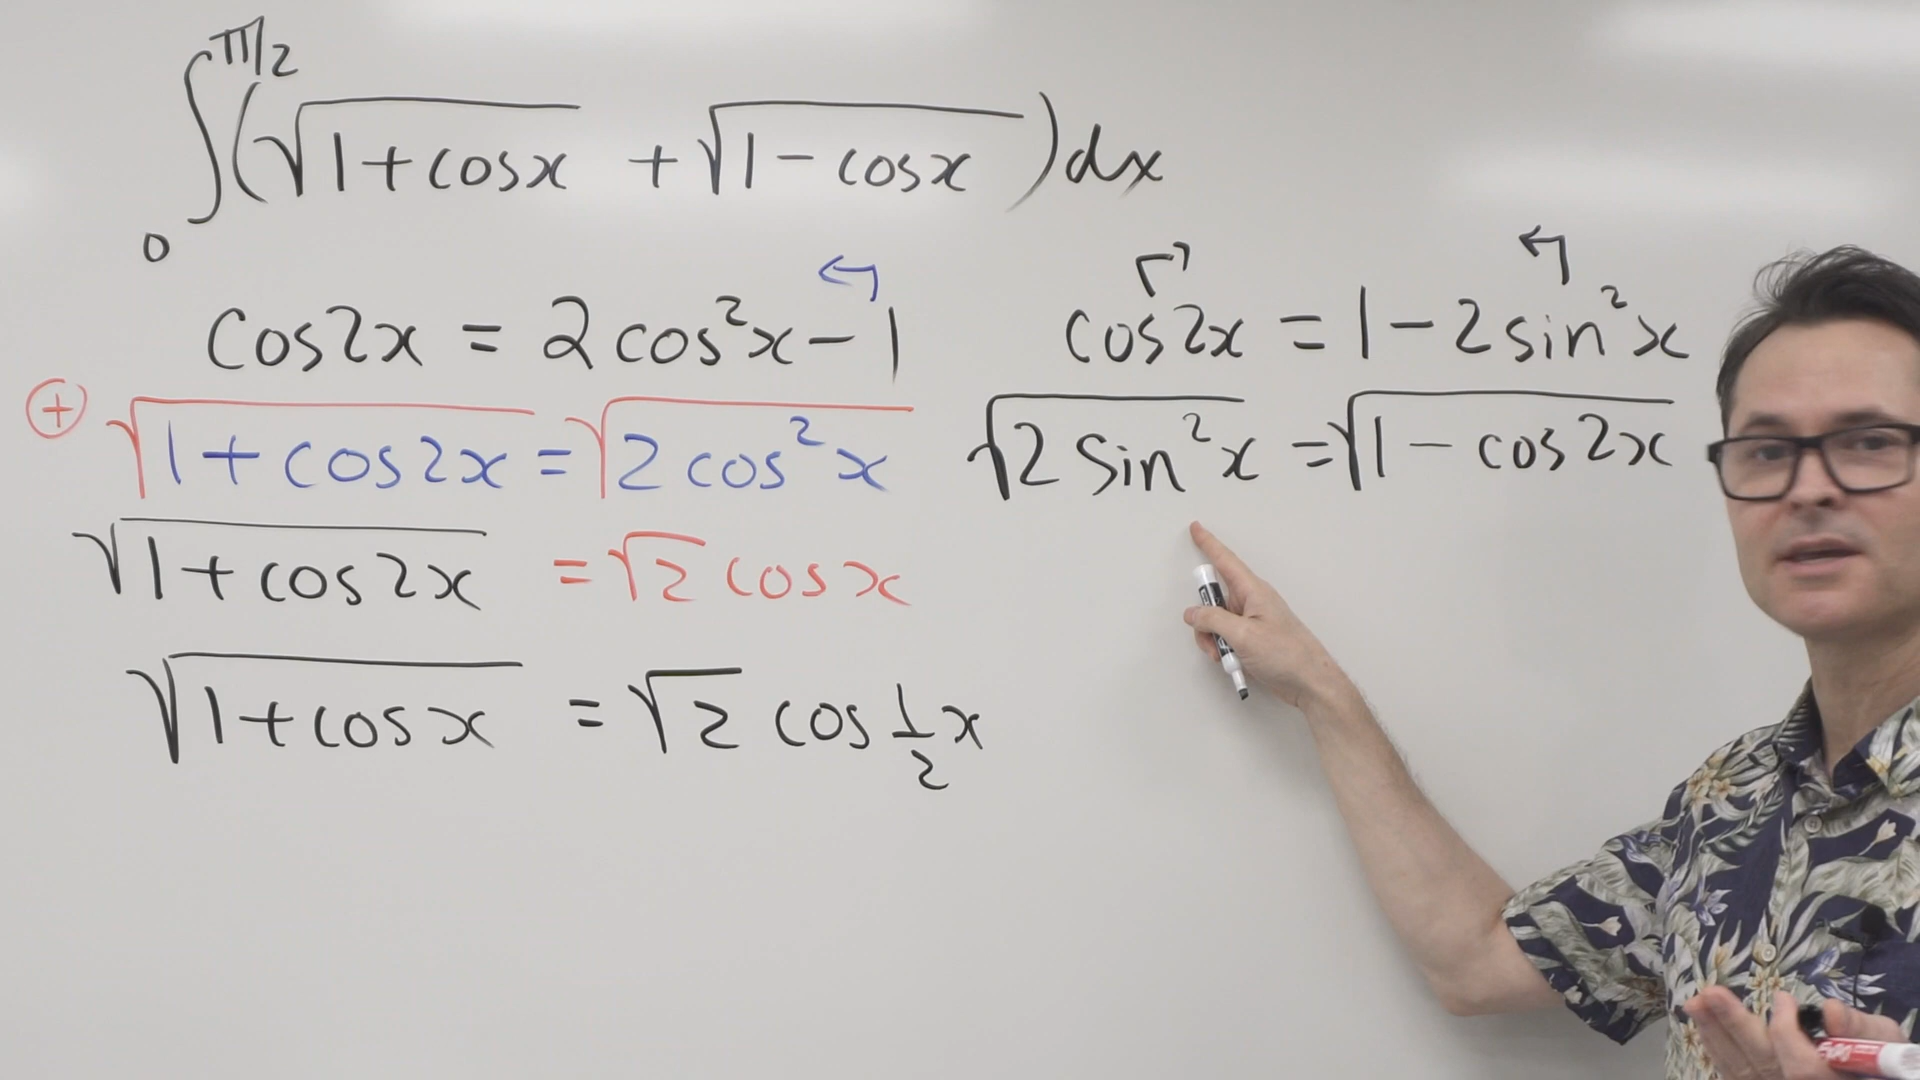 ∫₀^π/2 (√(1+cosx) + √(1-cosx))dx
cos2x = 2cos²x-1
⊕ √(1+cos2x) = √(2cos²x)
√(1+cos2x) = √2 cosx
√(1+cosx) = √2 cos ½x
cos2x = 1-2sin²x
√(2sin²x) = √(1-cos2x)